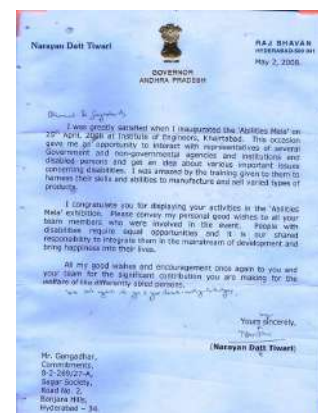 Narayan Datt Tiwari
RAJ BHAVAN
HYDERABAD-500 041
May 2, 2008.
GOVERNOR
ANDHRA PRADESH
I was greatly satisfied when I inaugurated the 'Abilities Mela' on
25th April, 2008 at Institute of Engineers, Khairtabad. This occasion
gave me an opportunity to interact with representatives of several
Government and non-governmental agencies and institutions and
disabled persons and get an idea about various important issues
concerning disabilities. I was amazed by the training given to them to
harness their skills and abilities to manufacture and sell varied types of
products.
I congratulate you for displaying your activities in the 'Abilities
Mela' exhibition. Please convey my personal good wishes to all your
team members who were involved in the event. People with
disabilities require equal opportunities and it is our shared
responsibility to integrate them in the mainstream of development and
bring happiness into their lives.
All my good wishes and encouragement once again to you and
your team for the significant contribution you are making for the
welfare of the differently abled persons.
Yours sincerely,
(Narayan Datt Tiwari)
Mr. Gangadhar,
Commitments,
8-2-269/27-A,
Sagar Society,
Road No. 2,
Banjara Hills,
Hyderabad – 34.